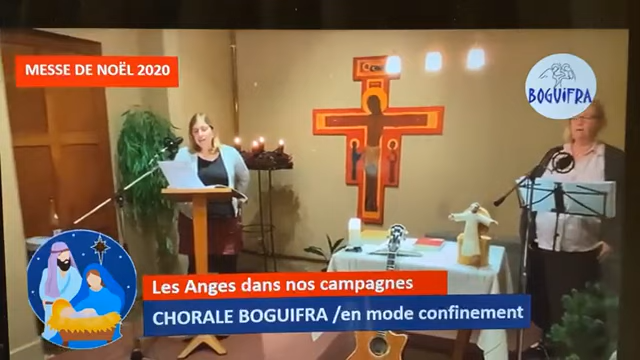 MESSE DE NOËL 2020
BOGUiFRA
Les Anges dans nos campagnes
CHORALE BOGUIFRA /en mode confinement